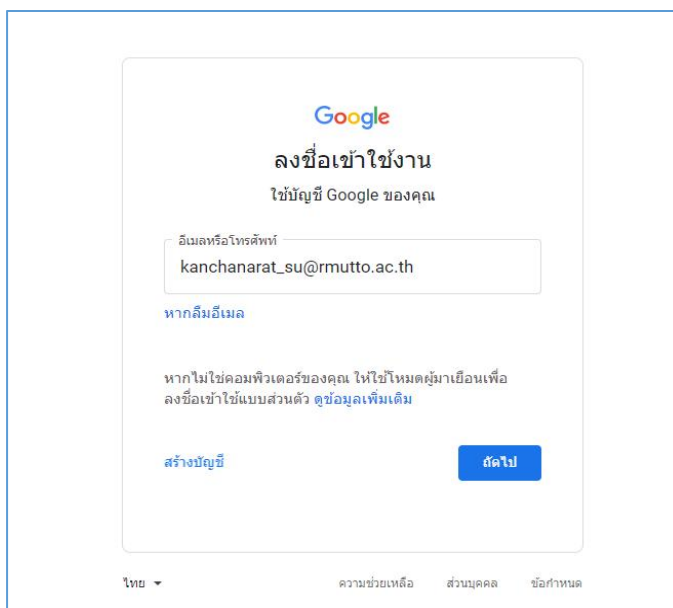 Google
ลงชื่อเข้าใช้งาน
ใช้บัญชี Google ของคุณ
อีเมลหรือโทรศัพท์
kanchanarat_su@rmutto.ac.th
หากลืมอีเมล
หากไม่ใช่คอมพิวเตอร์ของคุณ ให้ใช้โหมดผู้มาเยือนเพื่อ
ลงชื่อเข้าใช้แบบส่วนตัว ดูข้อมูลเพิ่มเติม
สร้างบัญชี ถัดไป
ไทย ความช่วยเหลือ ส่วนบุคคล ข้อกำหนด